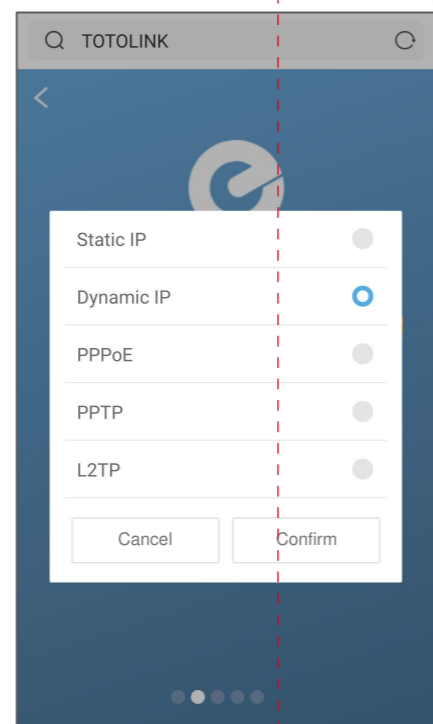 TOTOLINK
Static IP
Dynamic IP
PPPoE
PPTP
L2TP
Cancel Confirm